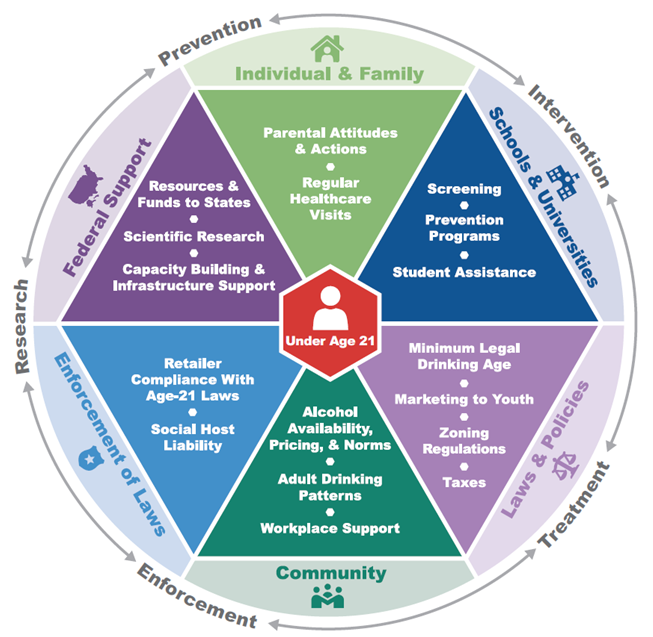 Prevention
Individual & Family
Parental Attitudes
& Actions
Regular
Healthcare
Visits
Intervention
Schools & Universities
Screening
Prevention
Programs
Student Assistance
Federal Support
Resources &
Funds to States
Scientific Research
Capacity Building &
Infrastructure Support
Under Age 21
Research
Enforcement of Laws
Retailer
Compliance With
Age-21 Laws
Social Host
Liability
Alcohol
Availability,
Pricing, & Norms
Adult Drinking
Patterns
Workplace Support
Community
Minimum Legal
Drinking Age
Marketing to Youth
Zoning
Regulations
Taxes
Laws & Policies
Treatment
Enforcement